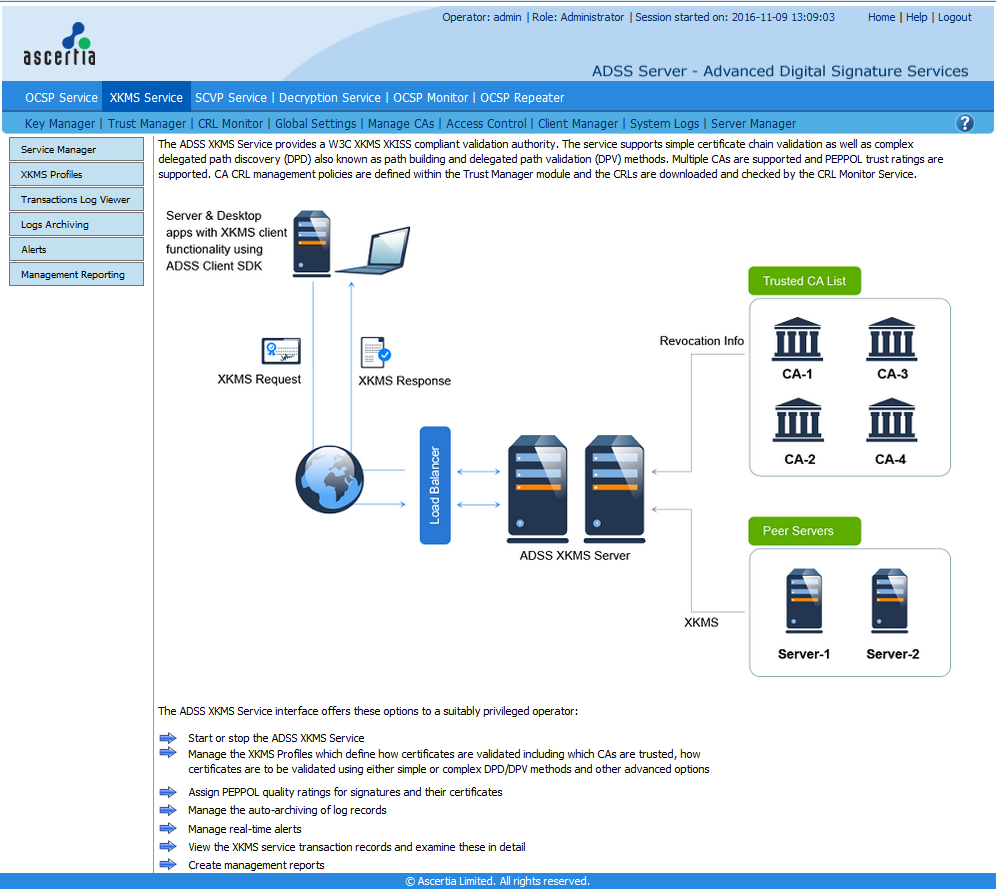 Operator: admin | Role: Administrator | Session started on: 2016-11-09 13:09:03 Home | Help | Logout
ascertia
ADSS Server - Advanced Digital Signature Services
OCSP Service XKMS Service SCVP Service | Decryption Service | OCSP Monitor | OCSP Repeater
Key Manager | Trust Manager | CRL Monitor | Global Settings | Manage CAs | Access Control | Client Manager | System Logs | Server Manager ?
Service Manager
XKMS Profiles
Transactions Log Viewer
Logs Archiving
Alerts
Management Reporting
The ADSS XKMS Service provides a W3C XKMS XKISS compliant validation authority. The service supports simple certificate chain validation as well as complex
delegated path discovery (DPD) also known as path building and delegated path validation (DPV) methods. Multiple CAs are supported and PEPPOL trust ratings are
supported. CA CRL management policies are defined within the Trust Manager module and the CRLs are downloaded and checked by the CRL Monitor Service.
Server & Desktop
apps with XKMS client
functionality using
ADSS Client SDK
XKMS Request
XKMS Response
Load Balancer
ADSS XKMS Server
Revocation Info
Trusted CA List
CA-1
CA-3
CA-2
CA-4
Peer Servers
XKMS
Server-1
Server-2
The ADSS XKMS Service interface offers these options to a suitably privileged operator:
Start or stop the ADSS XKMS Service
Manage the XKMS Profiles which define how certificates are validated including which CAs are trusted, how
certificates are to be validated using either simple or complex DPD/DPV methods and other advanced options
Assign PEPPOL quality ratings for signatures and their certificates
Manage the auto-archiving of log records
Manage real-time alerts
View the XKMS service transaction records and examine these in detail
Create management reports
© Ascertia Limited. All rights reserved.